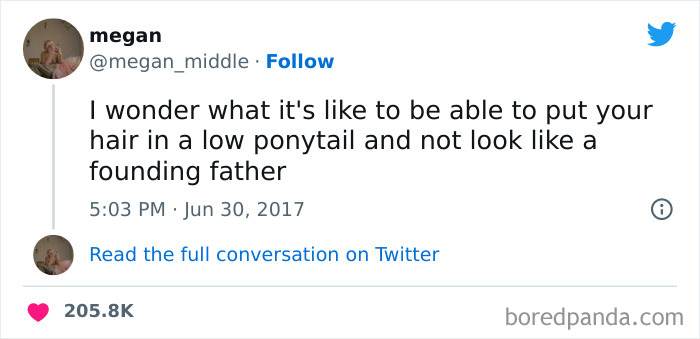 megan
@megan_middle · Follow
I wonder what it's like to be able to put your
hair in a low ponytail and not look like a
founding father
5:03 PM · Jun 30, 2017
Read the full conversation on Twitter
205.8K
boredpanda.com